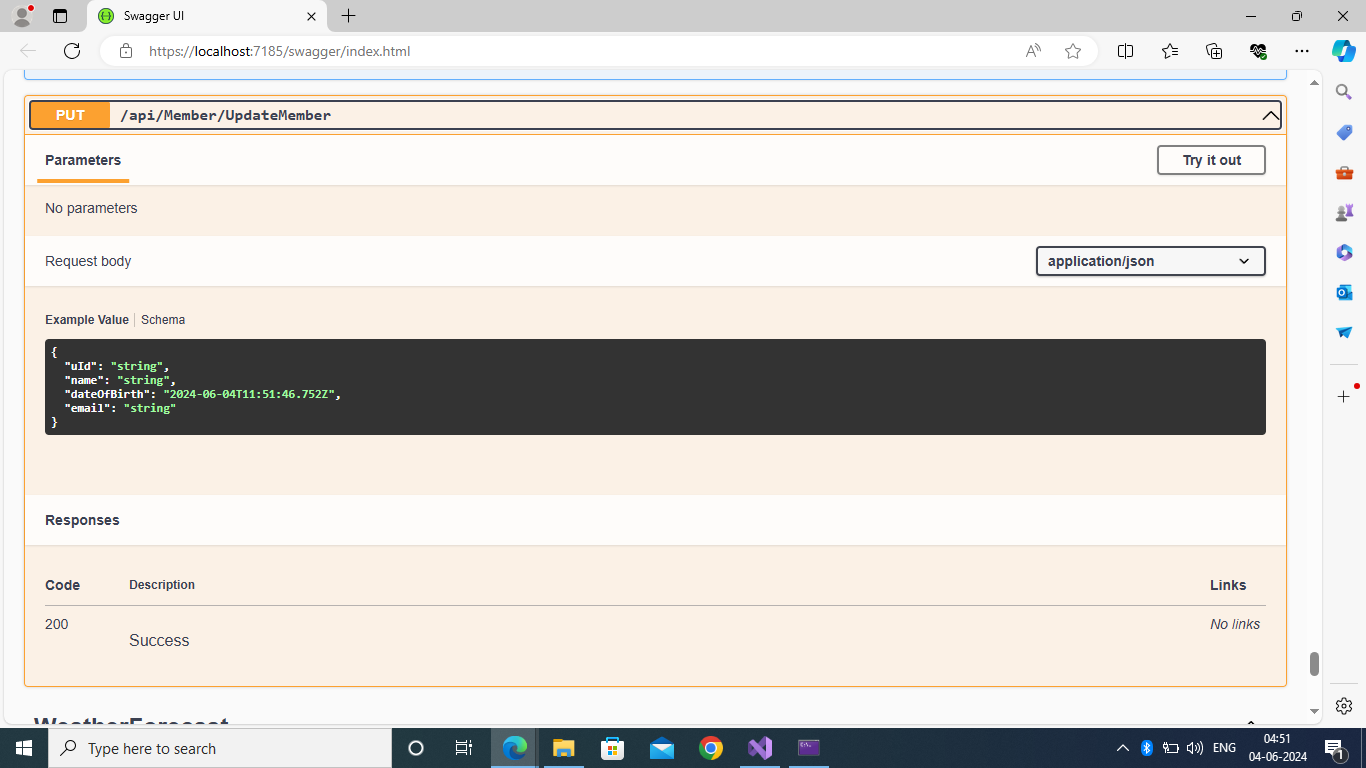 Swagger UI
https://localhost:7185/swagger/index.html
PUT /api/Member/UpdateMember
Parameters
Try it out
No parameters
Request body
application/json
Example Value
Schema
{
"uId": "string",
"name": "string",
"dateOfBirth": "2024-06-04T11:51:46.752Z",
"email": "string"
}
Responses
Code Description Links
200 Success No links
WeatherForecast
Type here to search
ENG
04:51
04-06-2024
1